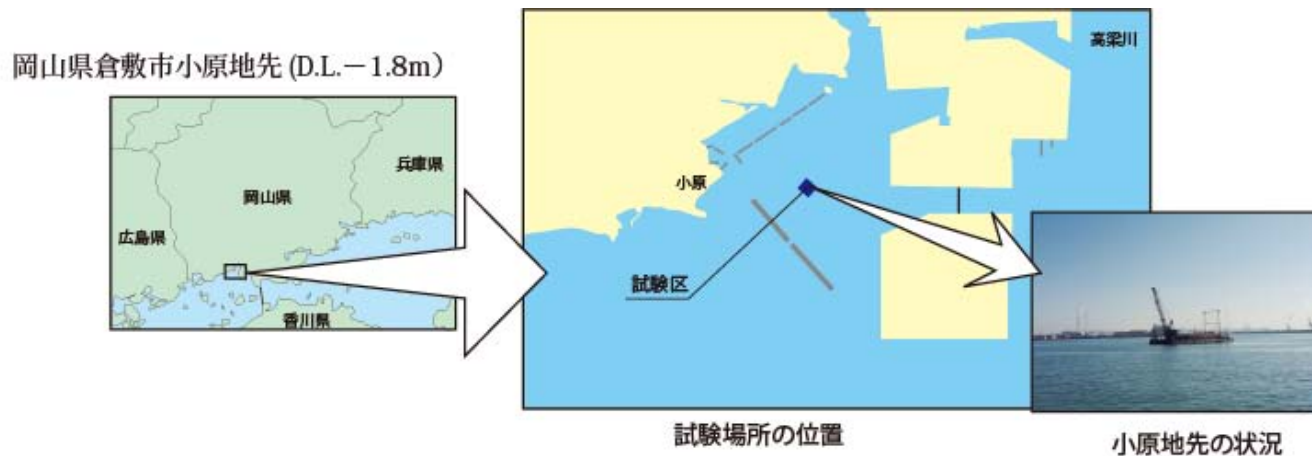 岡山県倉敷市小原地先 (D.L.－1.8m）
兵庫県
岡山県
広島県
香川県
高梁川
小原
試験区
試験場所の位置
小原地先の状況